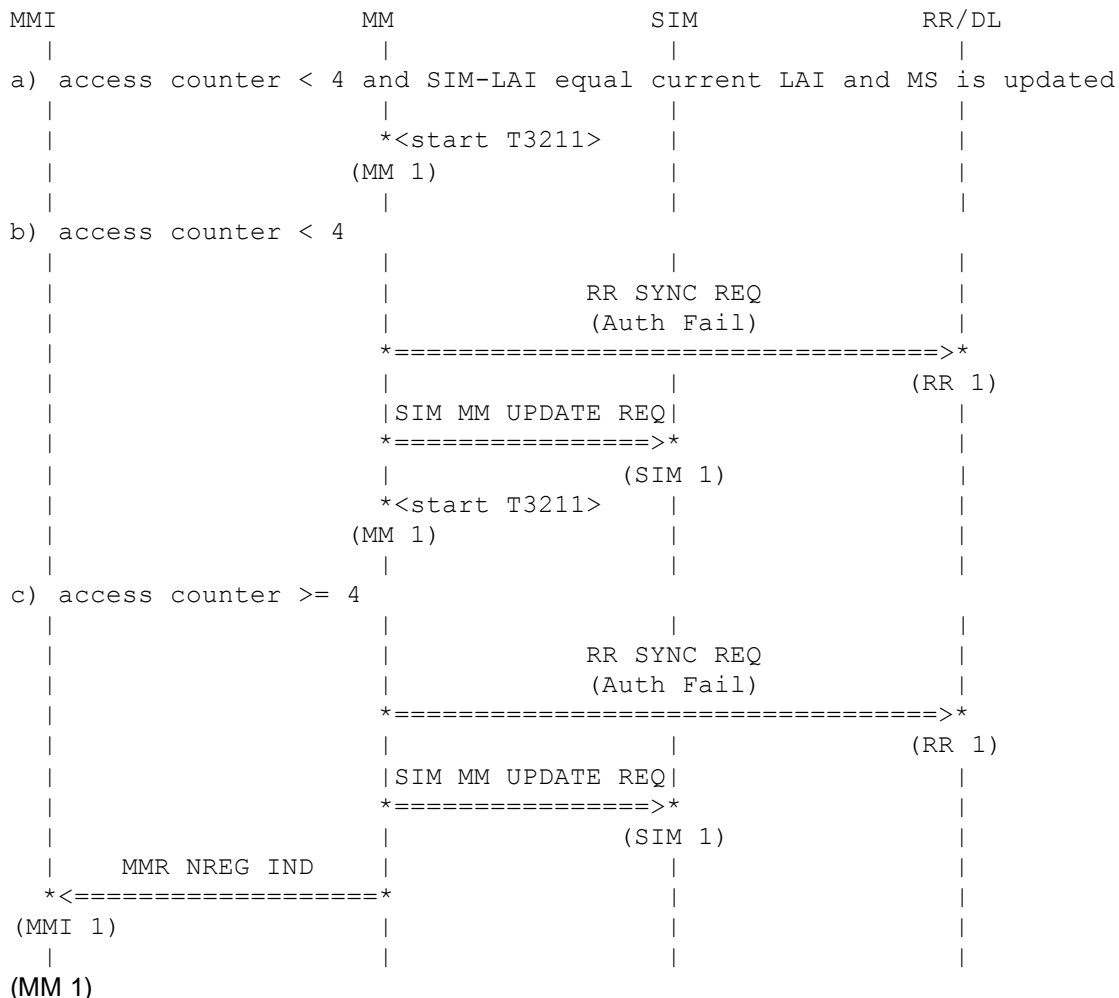 MMI MM SIM RR/DL
| | | |
a) access counter < 4 and SIM-LAI equal current LAI and MS is updated
| | | |
| *<start T3211> |
| (MM 1) | |
| | | |
b) access counter < 4
| | | |
| | RR SYNC REQ |
| | (Auth Fail) |
| *==================================>*
| | | (RR 1)
| |SIM MM UPDATE REQ| |
| *================>* |
| | (SIM 1) |
| *<start T3211> |
| (MM 1) | |
| | | |
c) access counter >= 4
| | | |
| | RR SYNC REQ |
| | (Auth Fail) |
| *==================================>*
| | | (RR 1)
| |SIM MM UPDATE REQ| |
| *================>* |
| | (SIM 1) |
| MMR NREG IND | | |
*<===================* | |
(MMI 1) | | |
| | | |
(MM 1)